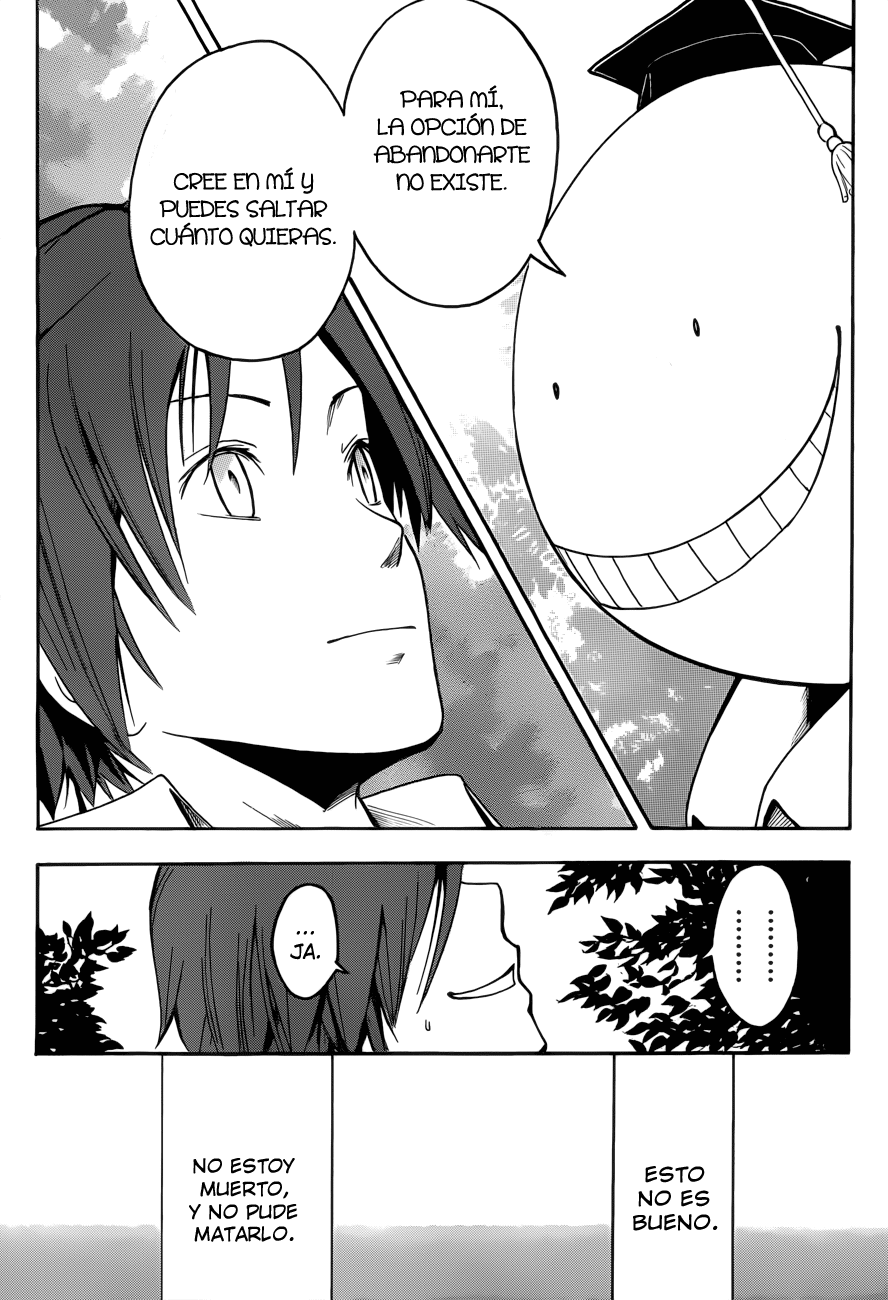 PARA MÍ,
LA OPCIÓN DE
ABANDONARTE
NO EXISTE.
CREE EN MÍ Y
PUEDES SALTAR
CUÁNTO QUIERAS.
.........
.........
...
JA.
ESTO
NO ES
BUENO.
NO ESTOY
MUERTO,
Y NO PUDE
MATARLO.